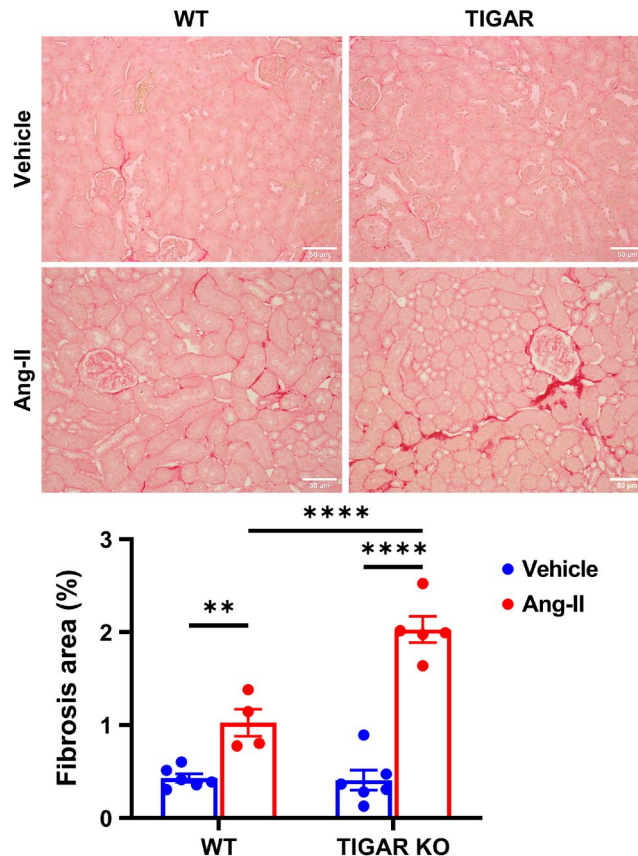 WT TIGAR
Vehicle
50 µm
50 µm
Ang-II
50 µm
50 µm
****
3
****
Vehicle
**
Ang-II
2
1
0
Fibrosis area (%)
WT TIGAR KO